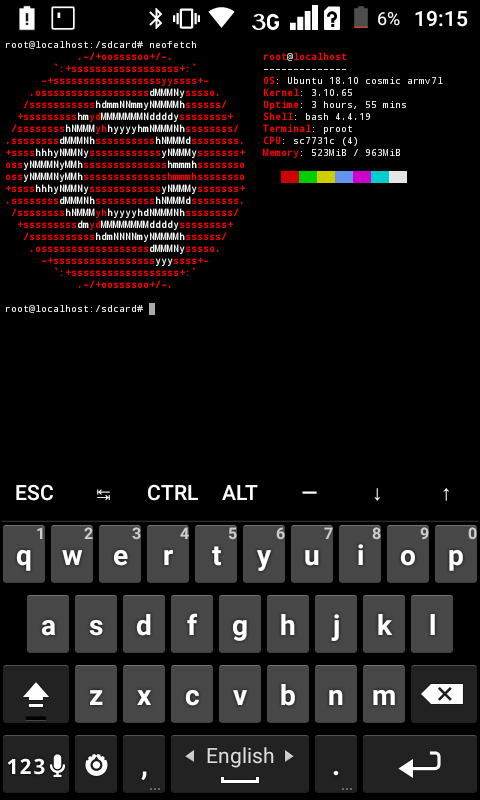 19:15
6%
3G
root@localhost:/sdcard# neofetch
.-/+oossssoo+/-.
`:+ssssssssssssssssss+:` root@localhost
-+ssssssssssssssssssyyssss+- --------------
.ossssssssssssssssssdMMMNysssso. OS: Ubuntu 18.10 cosmic armv7l
/ssssssssssshdmmNNmmyNMMMMhssssss/ Kernel: 3.10.65
+ssssssssshmydMMMMMMMNddddyssssssss+ Uptime: 3 hours, 55 mins
/sssssssshNMMMyhhyyyyhmNMMMNhssssssss/ Shell: bash 4.4.19
.ssssssssdMMMNhsssssssssshNMMMdssssssss. Terminal: proot
+sssshhhyNMMNyssssssssssssyNMMMysssssss+ CPU: sc7731c (4)
ossyNMMMNyMMhsssssssssssssshmmmhssssssso Memory: 523MiB / 963MiB
ossyNMMMNyMMhsssssssssssssshmmmhssssssso
+sssshhhyNMMNyssssssssssssyNMMMysssssss+
.ssssssssdMMMNhsssssssssshNMMMdssssssss.
/sssssssshNMMMyhhyyyyhdNMMMNhssssssss/
+sssssssssdmydMMMMMMMMddddyssssssss+
/ssssssssssshdmNNNNmyNMMMMhssssss/
.ossssssssssssssssssdMMMNysssso.
-+sssssssssssssssssyyyssss+-
`:+ssssssssssssssssss+:`
.-/+oossssoo+/-.
root@localhost:/sdcard#
ESC ↹ CTRL ALT – ↓ ↑
1 2 3 4 5 6 7 8 9 0
q w e r t y u i o p
a s d f g h j k l
z x c v b n m
123 , English .